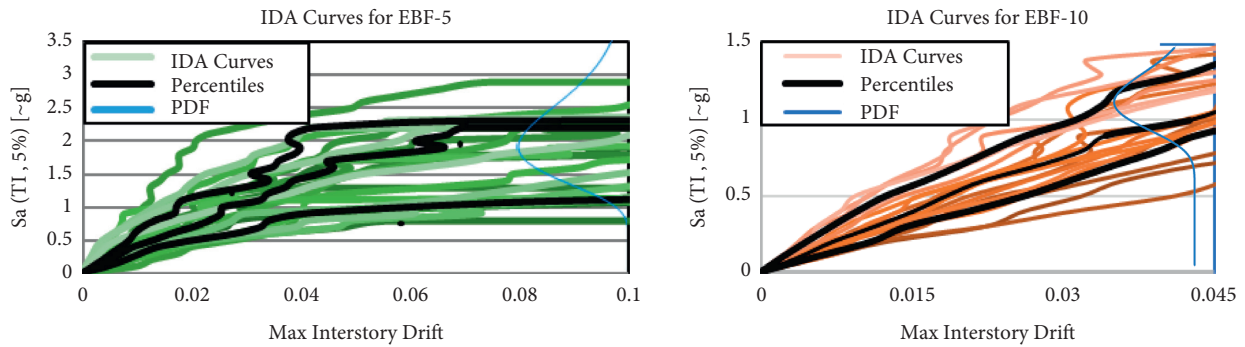 IDA Curves for EBF-5
3.5
3
2.5
2
1.5
1
0.5
0
Sa (TI , 5%) [~g]
IDA Curves
Percentiles
PDF
0
0.02
0.04
0.06
0.08
0.1
Max Interstory Drift
IDA Curves for EBF-10
1.5
1
0.5
0
Sa (TI , 5%) [~g]
IDA Curves
Percentiles
PDF
0
0.015
0.03
0.045
Max Interstory Drift